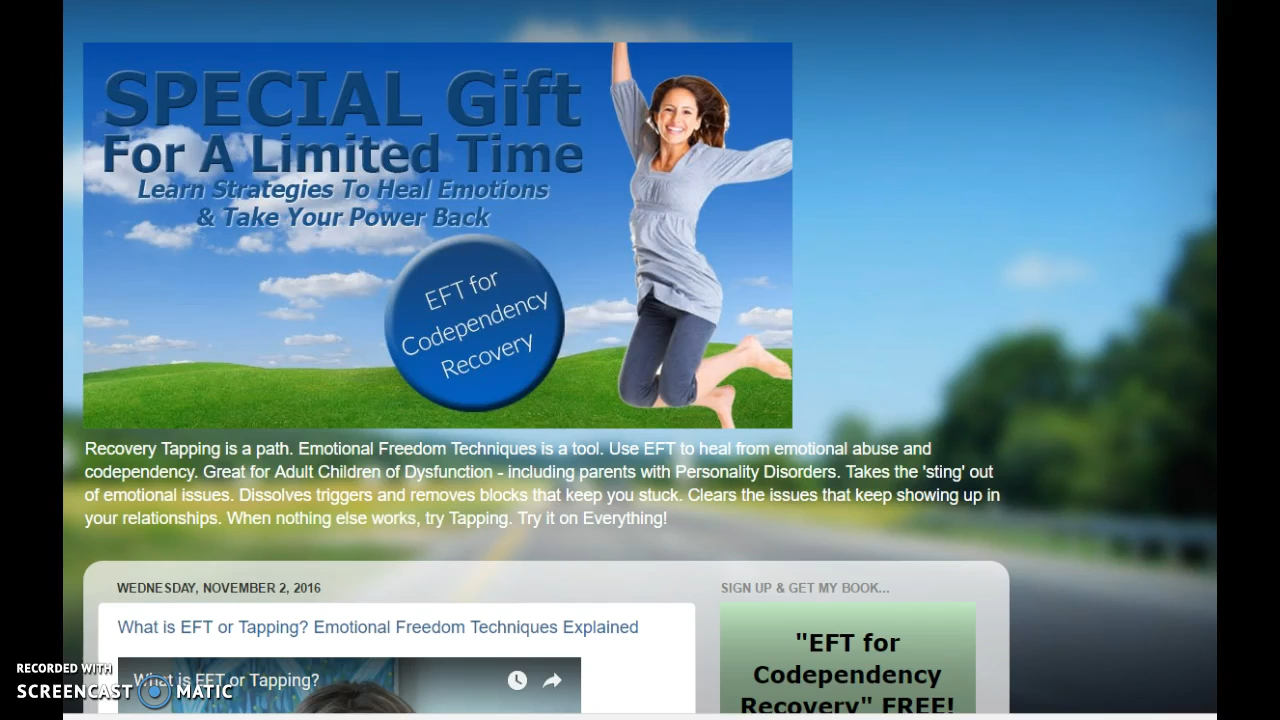 SPECIAL Gift
For A Limited Time
Learn Strategies To Heal Emotions
& Take Your Power Back
EFT for
Codependency
Recovery
Recovery Tapping is a path. Emotional Freedom Techniques is a tool. Use EFT to heal from emotional abuse and
codependency. Great for Adult Children of Dysfunction - including parents with Personality Disorders. Takes the 'sting' out
of emotional issues. Dissolves triggers and removes blocks that keep you stuck. Clears the issues that keep showing up in
your relationships. When nothing else works, try Tapping. Try it on Everything!
WEDNESDAY, NOVEMBER 2, 2016
What is EFT or Tapping? Emotional Freedom Techniques Explained
What is EFT or Tapping?
SIGN UP & GET MY BOOK...
"EFT for
Codependency
Recovery" FREE!
RECORDED WITH
SCREENCAST MATIC